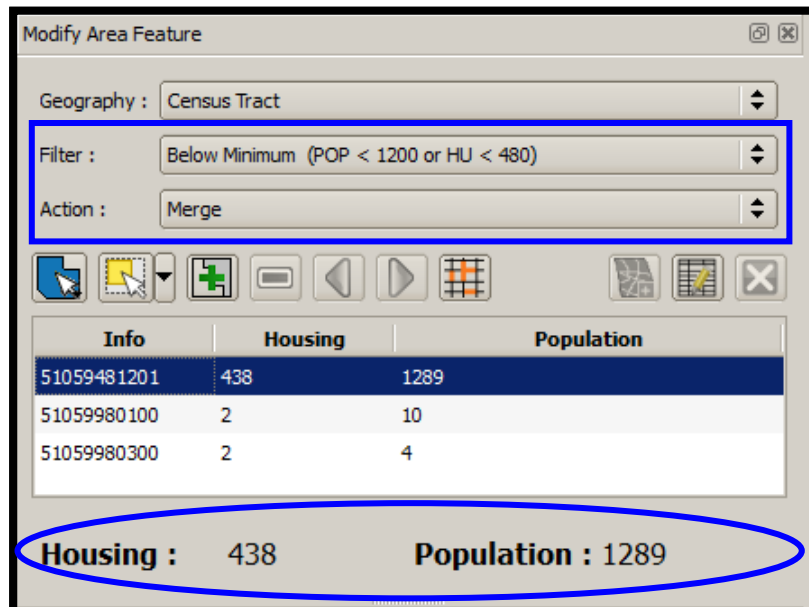 Modify Area Feature
Geography : Census Tract
Filter : Below Minimum (POP < 1200 or HU < 480)
Action : Merge
Info Housing Population
51059481201 438 1289
51059980100 2 10
51059980300 2 4
Housing : 438 Population : 1289